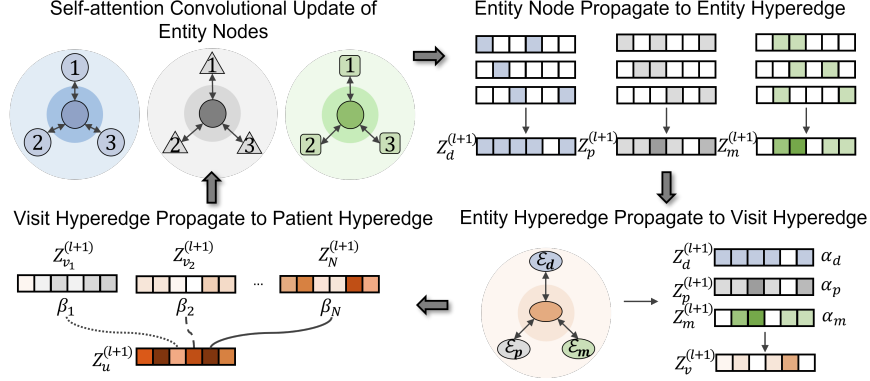 Self-attention Convolutional Update of
Entity Nodes
1
2
3
1
2
3
1
2
3
Entity Node Propagate to Entity Hyperedge
Z_d^{(l+1)}
Z_p^{(l+1)}
Z_m^{(l+1)}
Visit Hyperedge Propagate to Patient Hyperedge
Z_{v_1}^{(l+1)}
Z_{v_2}^{(l+1)}
Z_N^{(l+1)}
...
β_1
β_2
β_N
Z_u^{(l+1)}
Entity Hyperedge Propagate to Visit Hyperedge
ℰ_d
ℰ_p
ℰ_m
Z_d^{(l+1)} α_d
Z_p^{(l+1)} α_p
Z_m^{(l+1)} α_m
Z_v^{(l+1)}